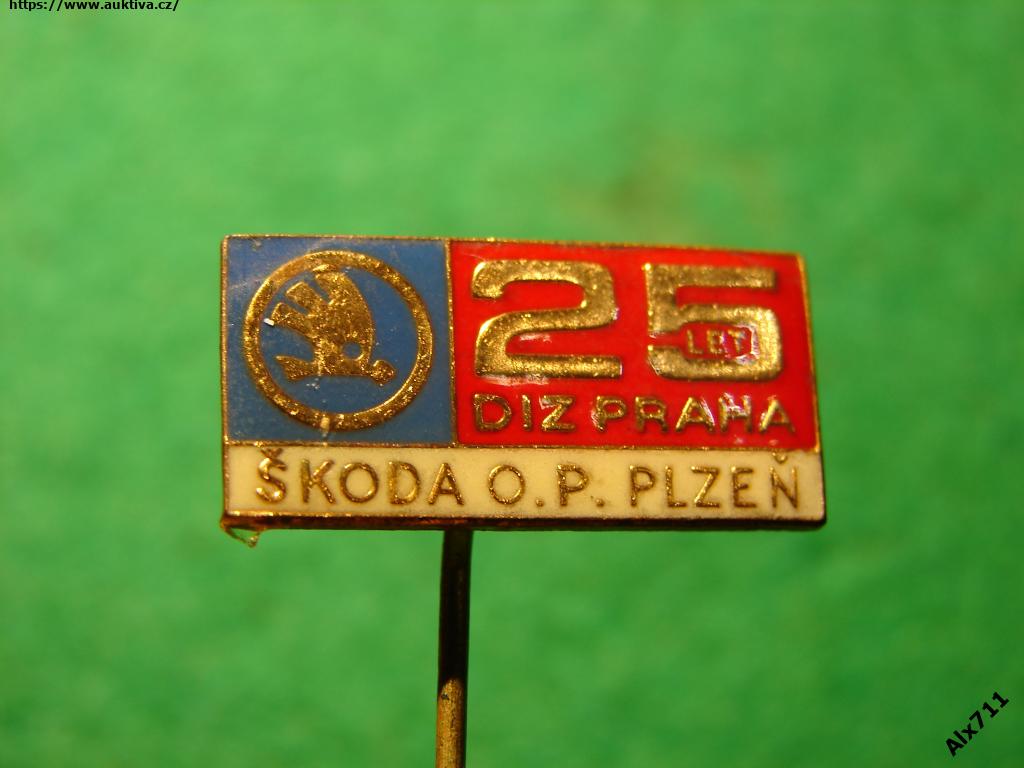 https://www.auktiva.cz/
25
LET
DIZ PRAHA
ŠKODA O.P. PLZEŇ
Alx711